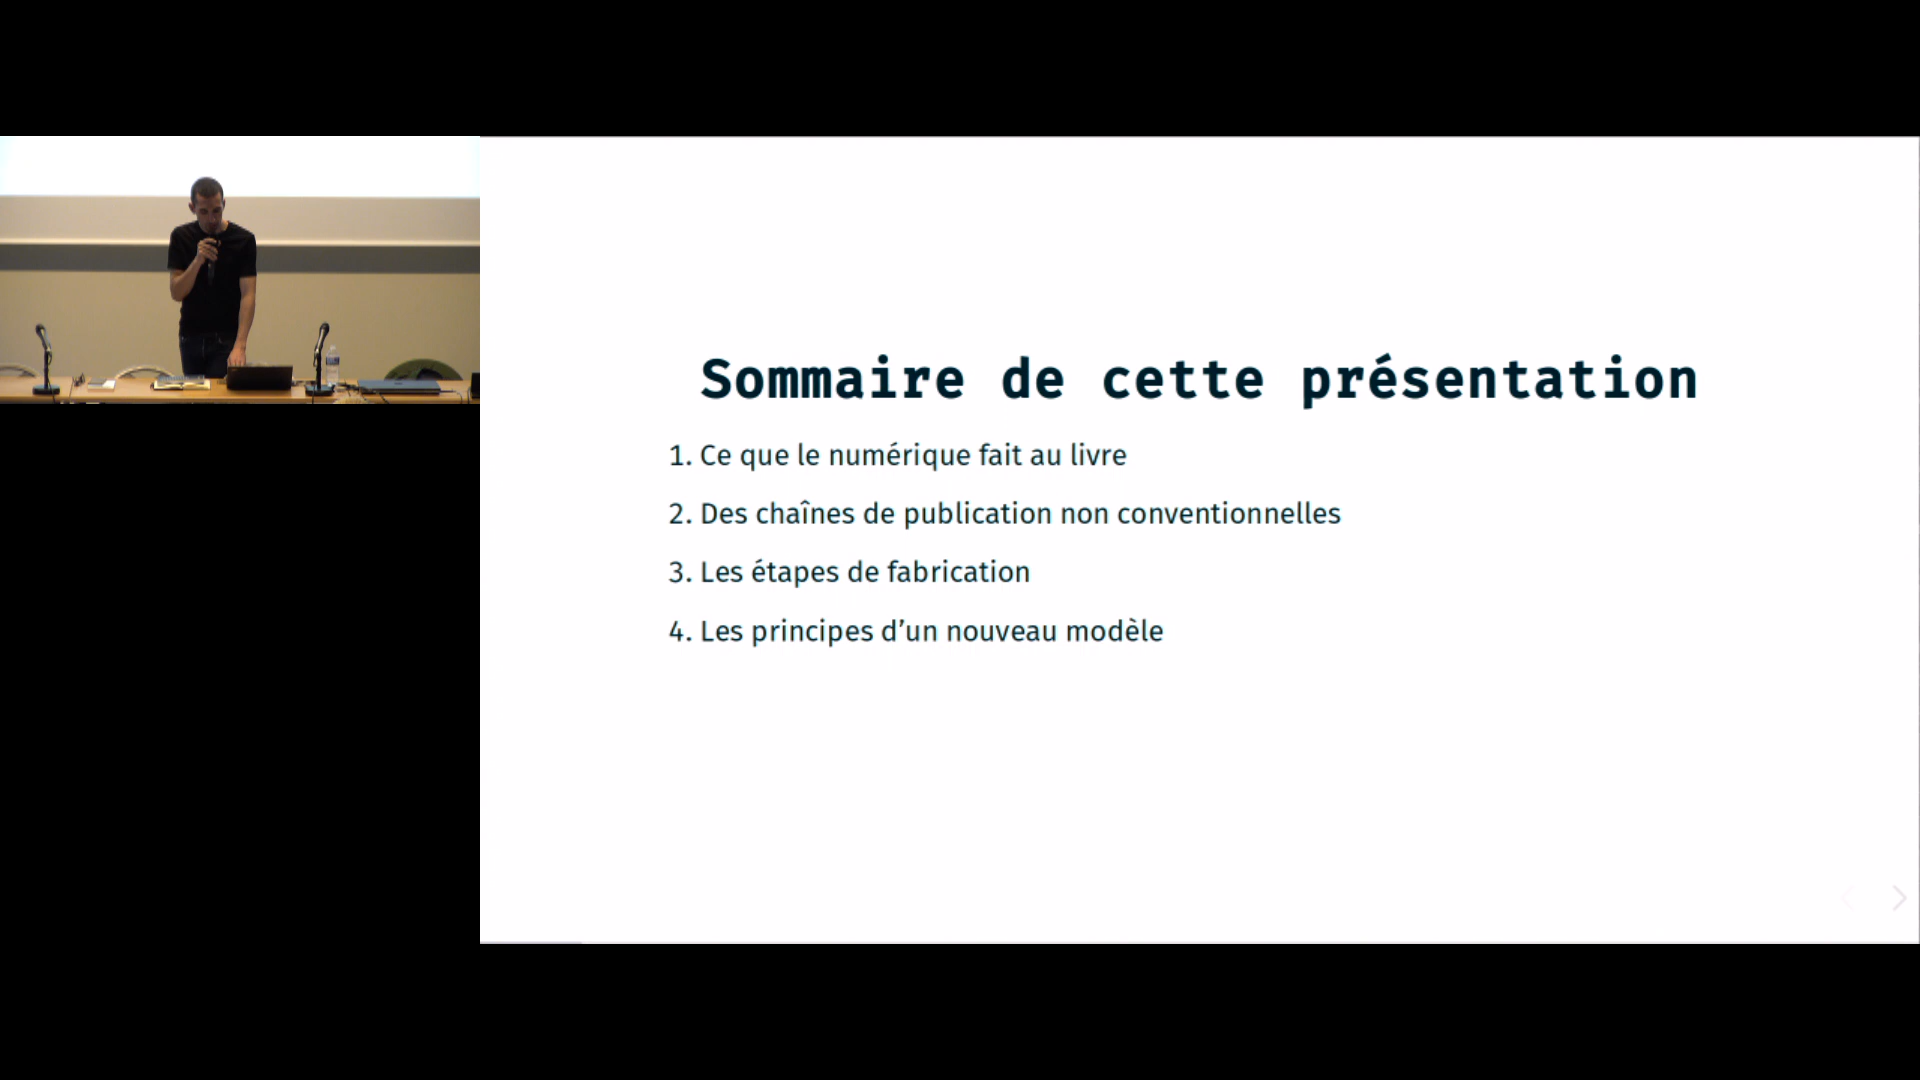 Sommaire de cette présentation
1. Ce que le numérique fait au livre
2. Des chaînes de publication non conventionnelles
3. Les étapes de fabrication
4. Les principes d’un nouveau modèle